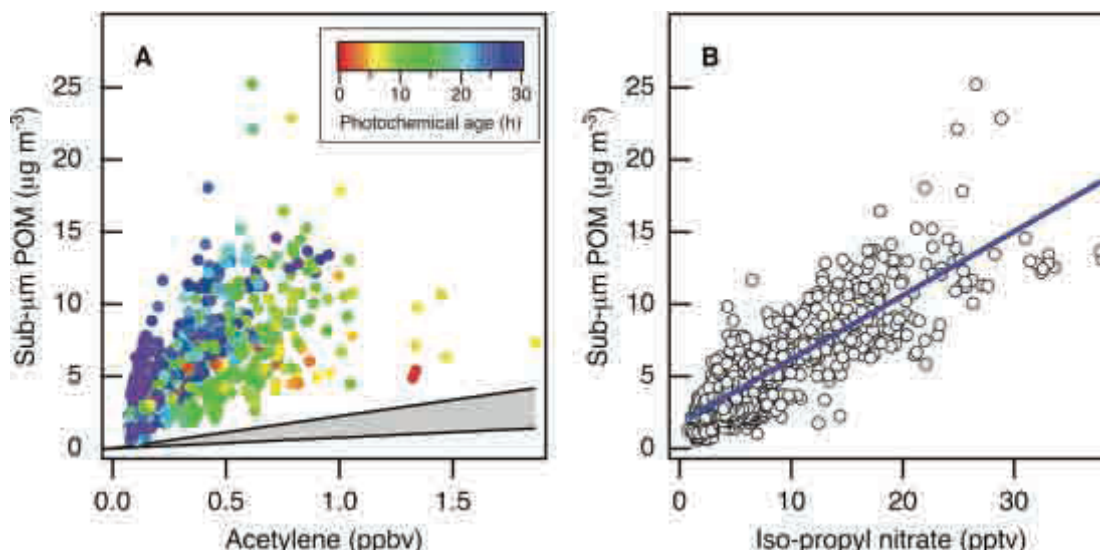 A
0 10 20 30
Photochemical age (h)
Sub-μm POM (μg m⁻³)
25
20
15
10
5
0
0.0 0.5 1.0 1.5
Acetylene (ppbv)
B
Sub-μm POM (μg m⁻³)
25
20
15
10
5
0
0 10 20 30
Iso-propyl nitrate (pptv)